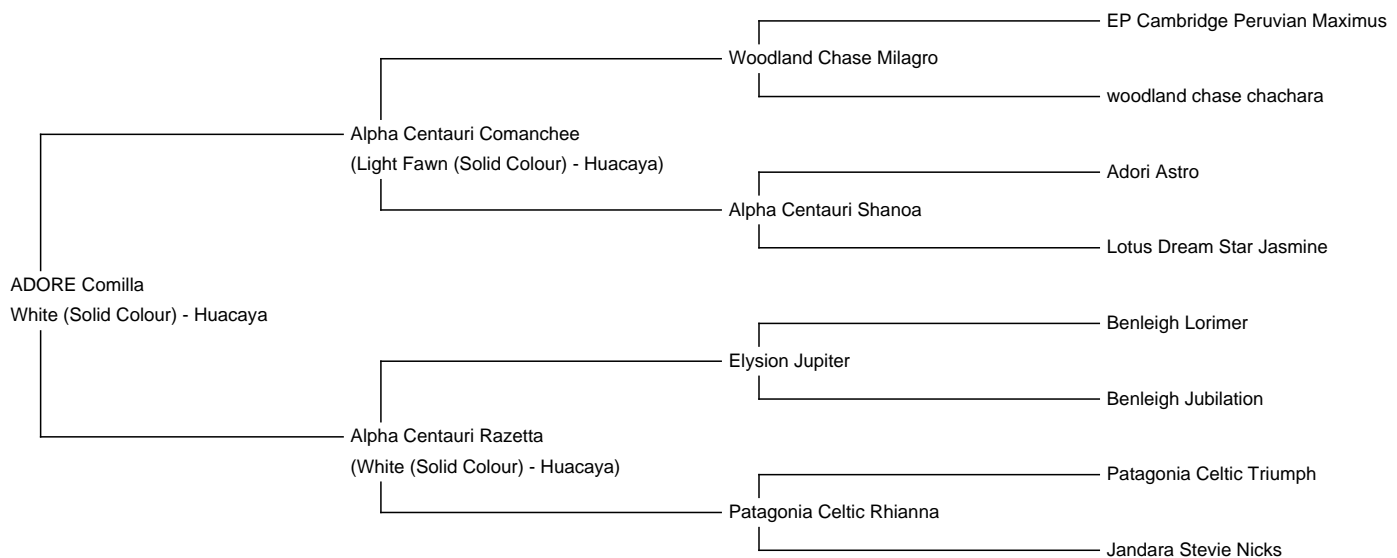 EP Cambridge Peruvian Maximus
Woodland Chase Milagro
woodland chase chachara
Alpha Centauri Comanchee
(Light Fawn (Solid Colour) - Huacaya)
Adori Astro
Alpha Centauri Shanoa
Lotus Dream Star Jasmine
ADORE Comilla
White (Solid Colour) - Huacaya
Benleigh Lorimer
Elysion Jupiter
Benleigh Jubilation
Alpha Centauri Razetta
(White (Solid Colour) - Huacaya)
Patagonia Celtic Triumph
Patagonia Celtic Rhianna
Jandara Stevie Nicks